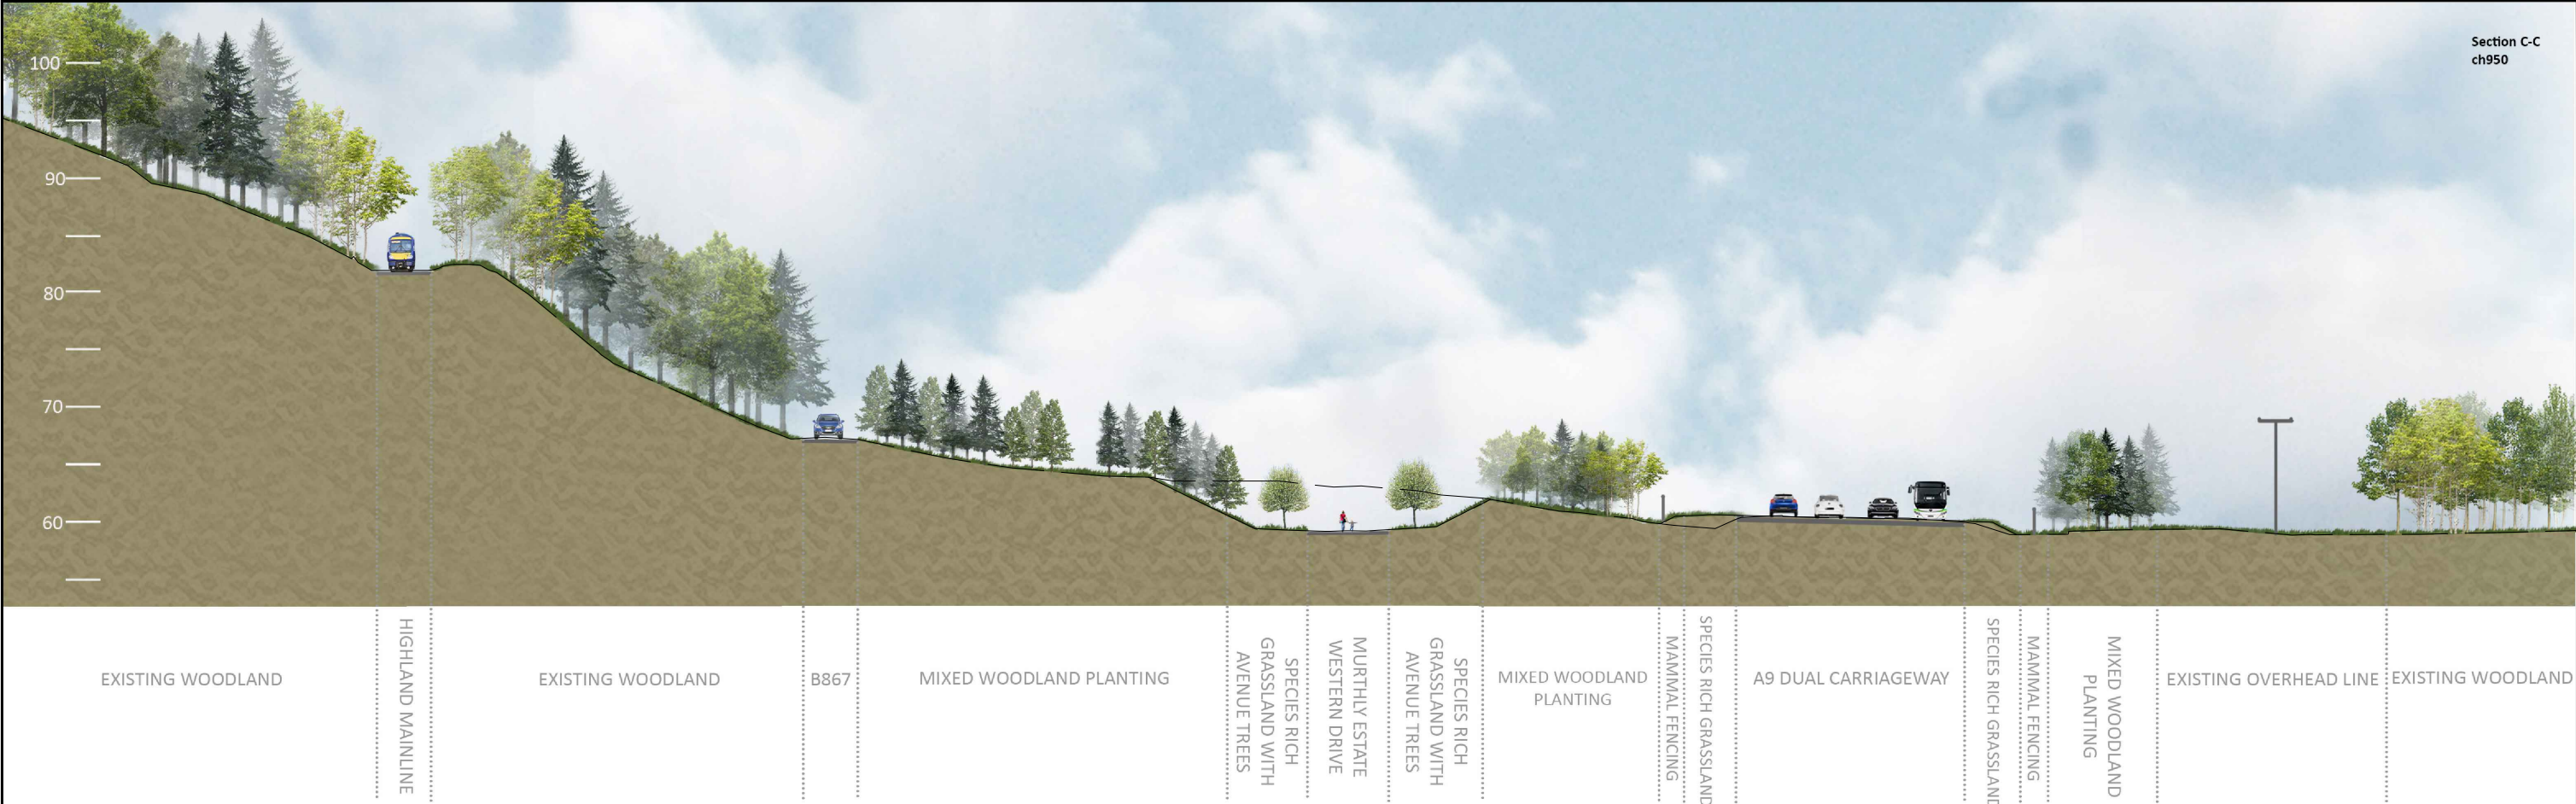 Section C-C
ch950
100
90
80
70
60
EXISTING WOODLAND
HIGHLAND MAINLINE
EXISTING WOODLAND
B867
MIXED WOODLAND PLANTING
SPECIES RICH
GRASSLAND WITH
AVENUE TREES
MURTHLY ESTATE
WESTERN DRIVE
SPECIES RICH
GRASSLAND WITH
AVENUE TREES
MIXED WOODLAND
PLANTING
MAMMAL FENCING
SPECIES RICH GRASSLAND
A9 DUAL CARRIAGEWAY
SPECIES RICH GRASSLAND
MAMMAL FENCING
MIXED WOODLAND
PLANTING
EXISTING OVERHEAD LINE
EXISTING WOODLAND